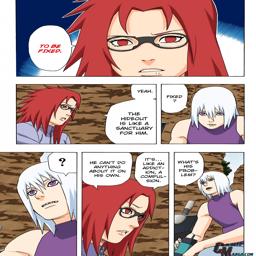 TO BE
FIXED.
FIXED?
YEAH.
THE
HIDEOUT
IS LIKE A
SANCTUARY
FOR HIM.
WHAT'S
THE
PROB-
LEM?
IT'S...
LIKE AN
ADDICT-
ION, A
COMPUL-
SION.
HE CAN'T DO
ANYTHING
ABOUT IT ON
HIS OWN.
?